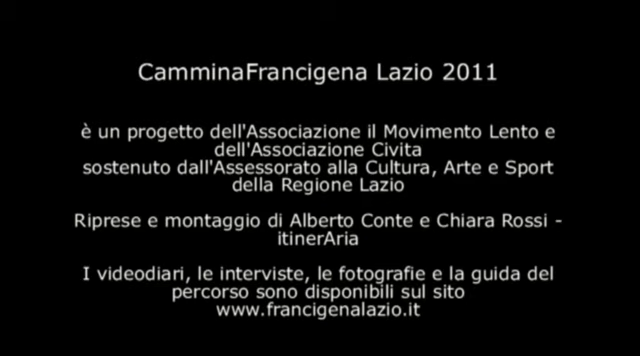 CamminaFrancigena Lazio 2011
è un progetto dell'Associazione il Movimento Lento e
dell'Associazione Civita
sostenuto dall'Assessorato alla Cultura, Arte e Sport
della Regione Lazio
Riprese e montaggio di Alberto Conte e Chiara Rossi -
itinerAria
I videodiari, le interviste, le fotografie e la guida del
percorso sono disponibili sul sito
www.francigenalazio.it